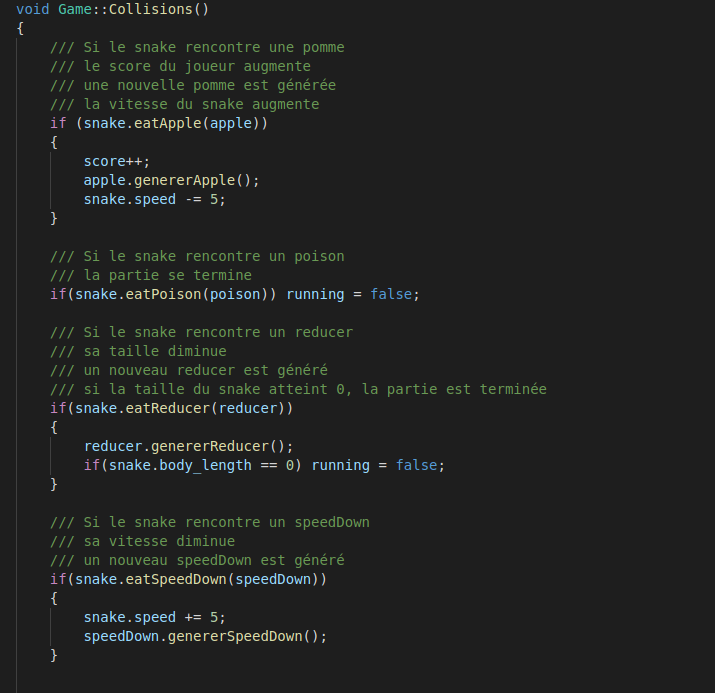 void Game::Collisions()
{
    /// Si le snake rencontre une pomme
    /// le score du joueur augmente
    /// une nouvelle pomme est générée
    /// la vitesse du snake augmente
    if (snake.eatApple(apple))
    {
        score++;
        apple.genererApple();
        snake.speed -= 5;
    }

    /// Si le snake rencontre un poison
    /// la partie se termine
    if(snake.eatPoison(poison)) running = false;

    /// Si le snake rencontre un reducer
    /// sa taille diminue
    /// un nouveau reducer est généré
    /// si la taille du snake atteint 0, la partie est terminée
    if(snake.eatReducer(reducer))
    {
        reducer.genererReducer();
        if(snake.body_length == 0) running = false;
    }

    /// Si le snake rencontre un speedDown
    /// sa vitesse diminue
    /// un nouveau speedDown est généré
    if(snake.eatSpeedDown(speedDown))
    {
        snake.speed += 5;
        speedDown.genererSpeedDown();
    }